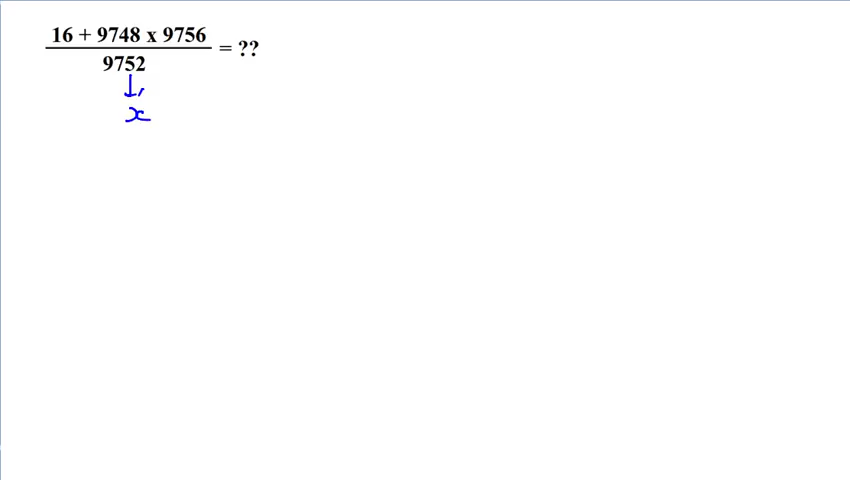 16 + 9748 x 9756
= ??
9752
x